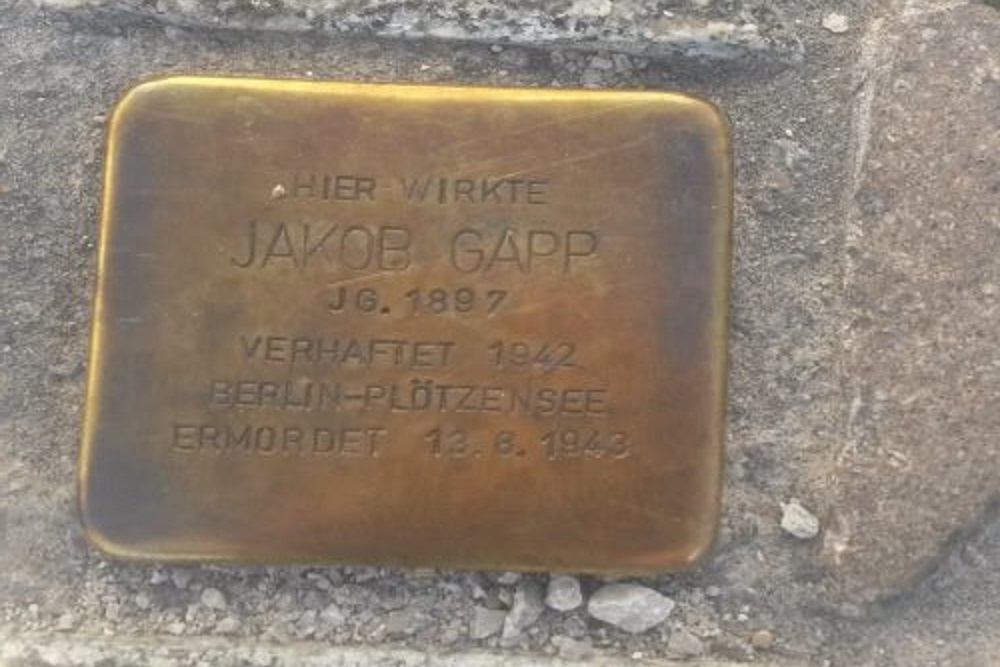 HIER WIRKTE
JAKOB GAPP
JG. 1897
VERHAFTET 1942
BERLIN-PLÖTZENSEE
ERMORDET 13.8.1943